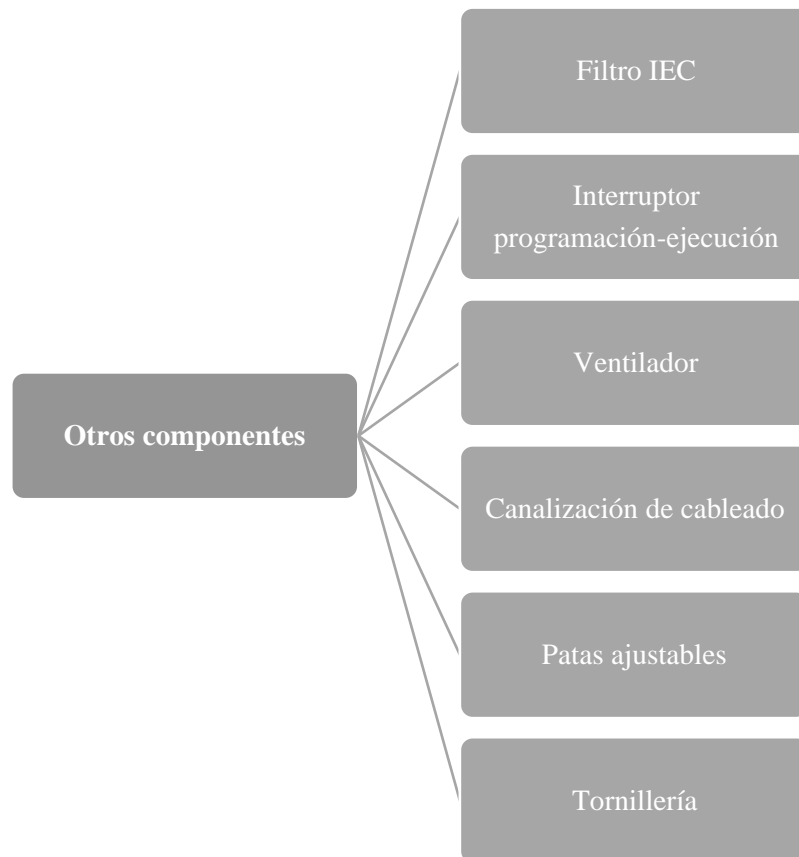 Filtro IEC
Interruptor
programación-ejecución
Ventilador
Otros componentes
Canalización de cableado
Patas ajustables
Tornillería